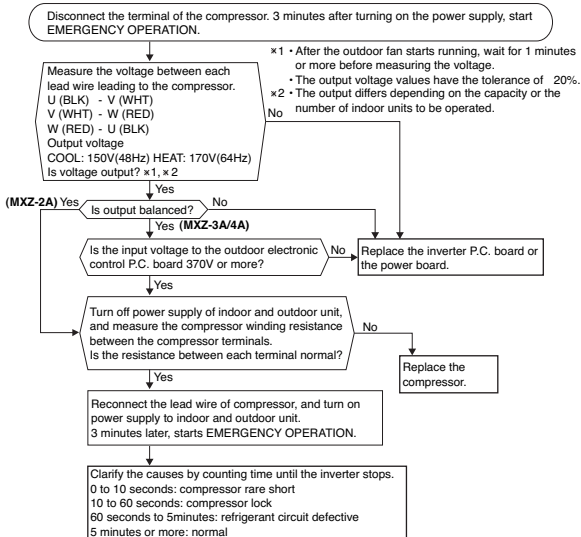 Disconnect the terminal of the compressor. 3 minutes after turning on the power supply, start
EMERGENCY OPERATION.
※1 • After the outdoor fan starts running, wait for 1 minutes
or more before measuring the voltage.
• The output voltage values have the tolerance of 20%.
※2 • The output differs depending on the capacity or the
number of indoor units to be operated.
Measure the voltage between each
lead wire leading to the compressor.
U (BLK) - V (WHT)
V (WHT) - W (RED)
W (RED) - U (BLK)
Output voltage
COOL: 150V(48Hz) HEAT: 170V(64Hz)
Is voltage output? ※1, ※2
No
Yes
(MXZ-2A) Yes
Is output balanced?
No
Yes (MXZ-3A/4A)
Is the input voltage to the outdoor electronic
control P.C. board 370V or more?
No
Replace the inverter P.C. board or
the power board.
Yes
Turn off power supply of indoor and outdoor unit,
and measure the compressor winding resistance
between the compressor terminals.
Is the resistance between each terminal normal?
No
Replace the
compressor.
Yes
Reconnect the lead wire of compressor, and turn on
power supply to indoor and outdoor unit.
3 minutes later, starts EMERGENCY OPERATION.
Clarify the causes by counting time until the inverter stops.
0 to 10 seconds: compressor rare short
10 to 60 seconds: compressor lock
60 seconds to 5minutes: refrigerant circuit defective
5 minutes or more: normal